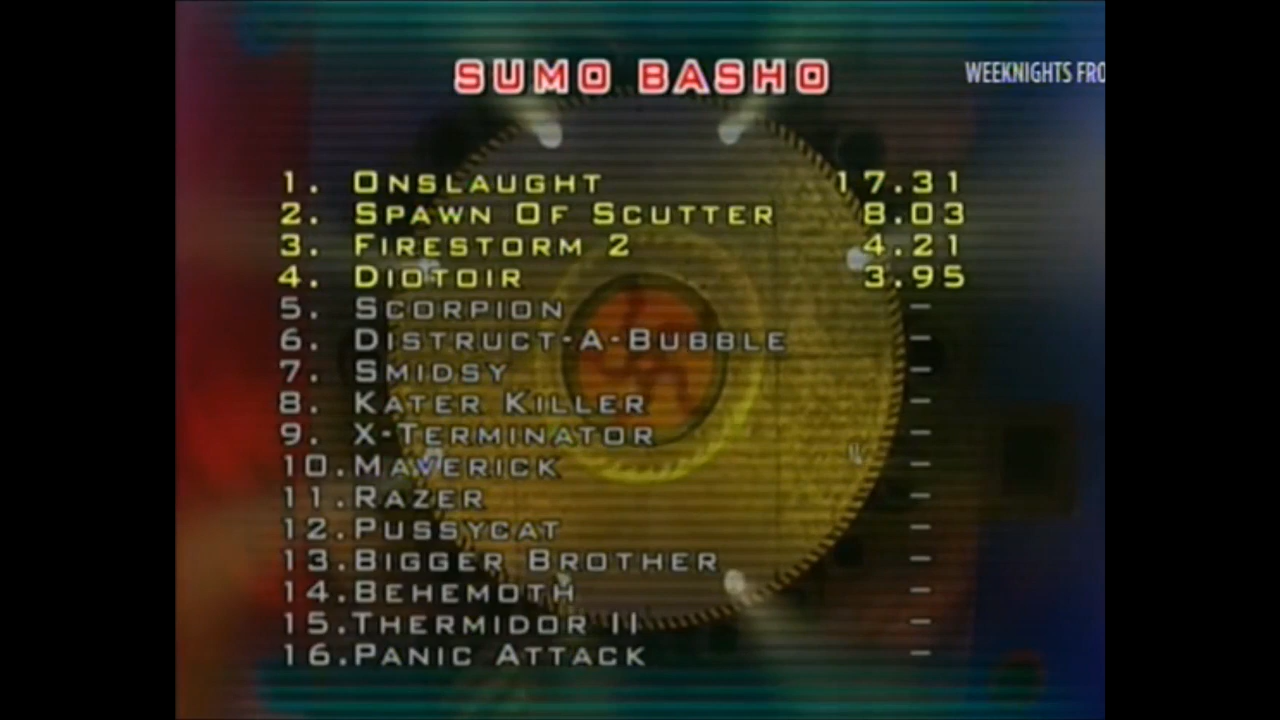 SUMO BASHO
WEEKNIGHTS FRO
1. ONSLAUGHT 17.31
2. SPAWN OF SCUTTER 8.03
3. FIRESTORM 2 4.21
4. DIOTOIR 3.95
5. SCORPION -
6. DISTRUCT-A-BUBBLE -
7. SMIDSY -
8. KATER KILLER -
9. X-TERMINATOR -
10. MAVERICK -
11. RAZER -
12. PUSSYCAT -
13. BIGGER BROTHER -
14. BEHEMOTH -
15. THERMIDOR II -
16. PANIC ATTACK -